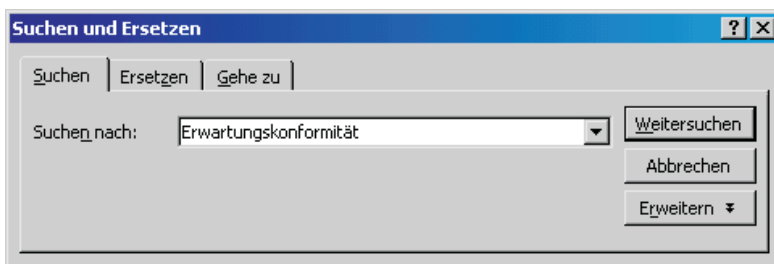 Suchen und Ersetzen
Suchen Ersetzen Gehe zu
Suchen nach: Erwartungskonformität
Weitersuchen
Abbrechen
Erweitern